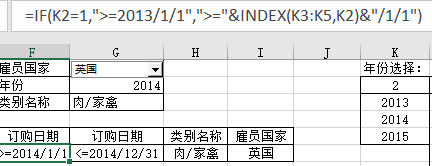 =IF(K2=1,">=2013/1/1",">="&INDEX(K3:K5,K2)&"/1/1")
F G H I J K
雇员国家 英国 年份选择:
年份 2014 2
类别名称 肉/家禽 2013
2014
订购日期 订购日期 类别名称 雇员国家 2015
>=2014/1/1 <=2014/12/31 肉/家禽 英国